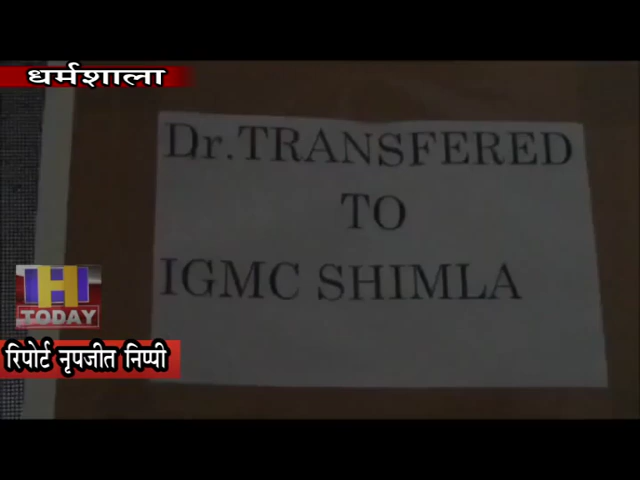 धर्मशाला
Dr.TRANSFERED
TO
IGMC SHIMLA
H
TODAY
रिपोर्ट नृपजीत निप्पी